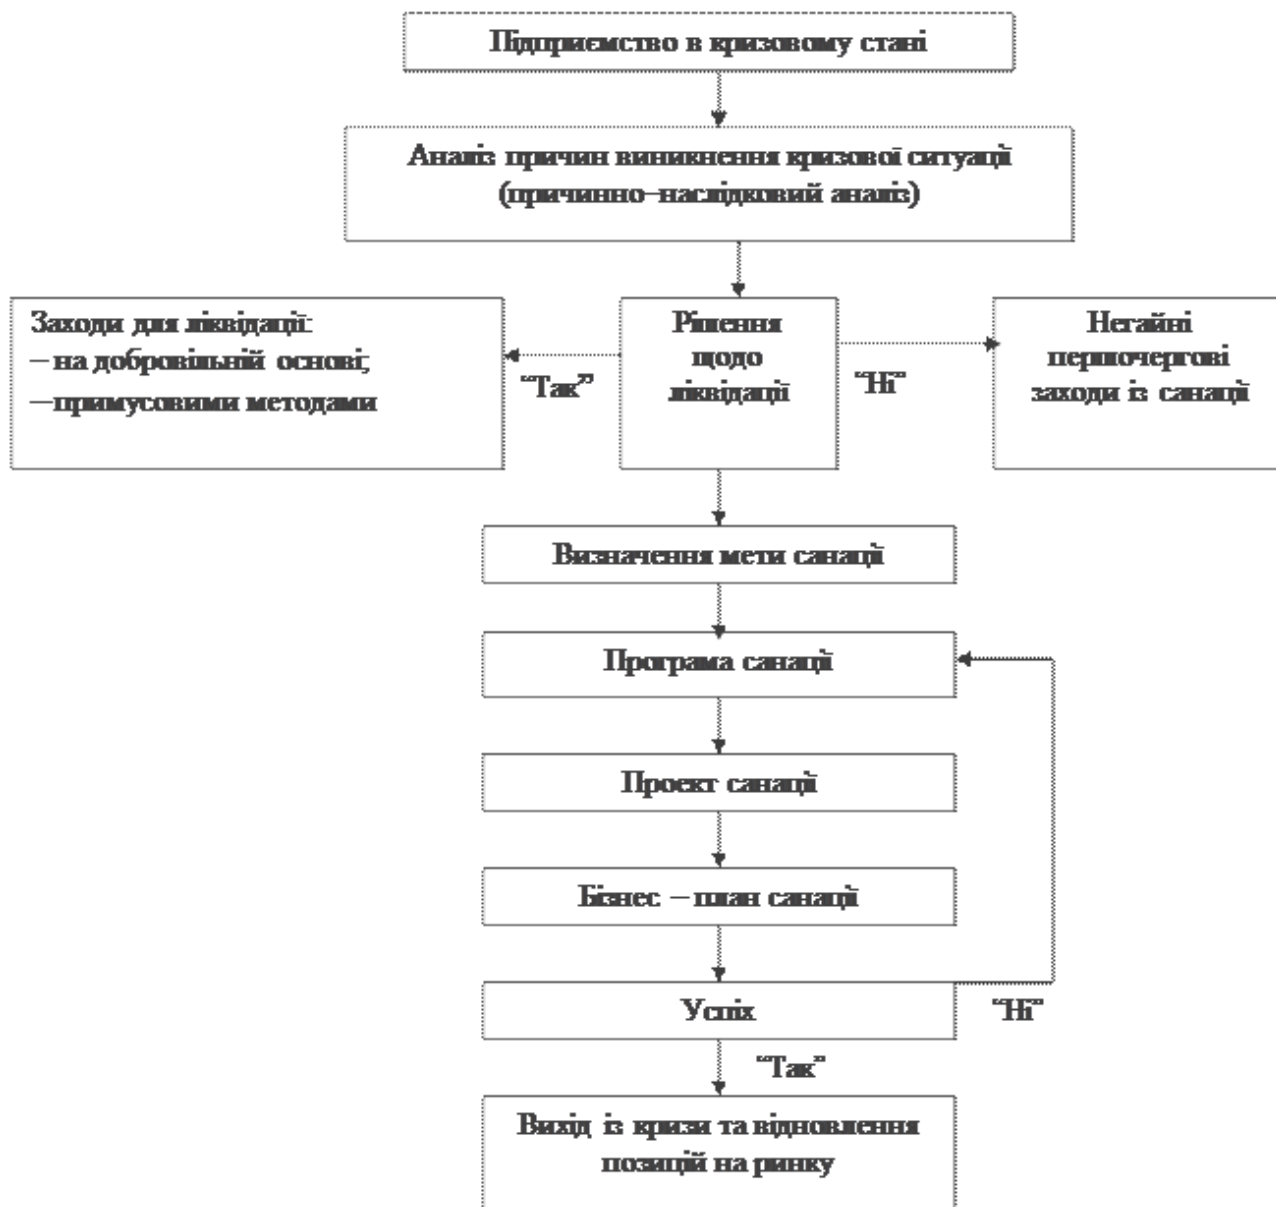 Підприємство в кризовому стані
Аналіз причин виникнення кризової ситуації
(причинно–наслідковий аналіз)
Заходи для ліквідації:
– на добровільній основі;
–примусовими методами
“Так”
Рішення
щодо
ліквідації
“Ні”
Негайні
першочергові
заходи із санації
Визначення мети санації
Програма санації
Проект санації
Бізнес – план санації
Успіх
“Ні”
“Так”
Вихід із кризи та відновлення
позицій на ринку